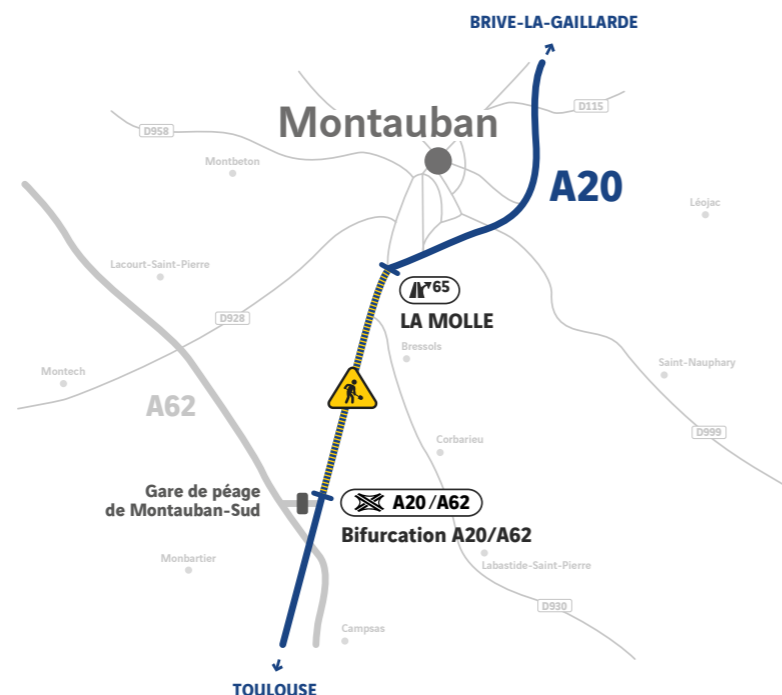 BRIVE-LA-GAILLARDE
D115
Montauban
D958
Montbeton
A20
Léojac
Lacourt-Saint-Pierre
65
LA MOLLE
D928
Bressols
Saint-Nauphary
Montech
A62
D999
Corbarieu
Gare de péage
de Montauban-Sud
A20/A62
Bifurcation A20/A62
Monbartier
Labastide-Saint-Pierre
D930
Campsas
TOULOUSE